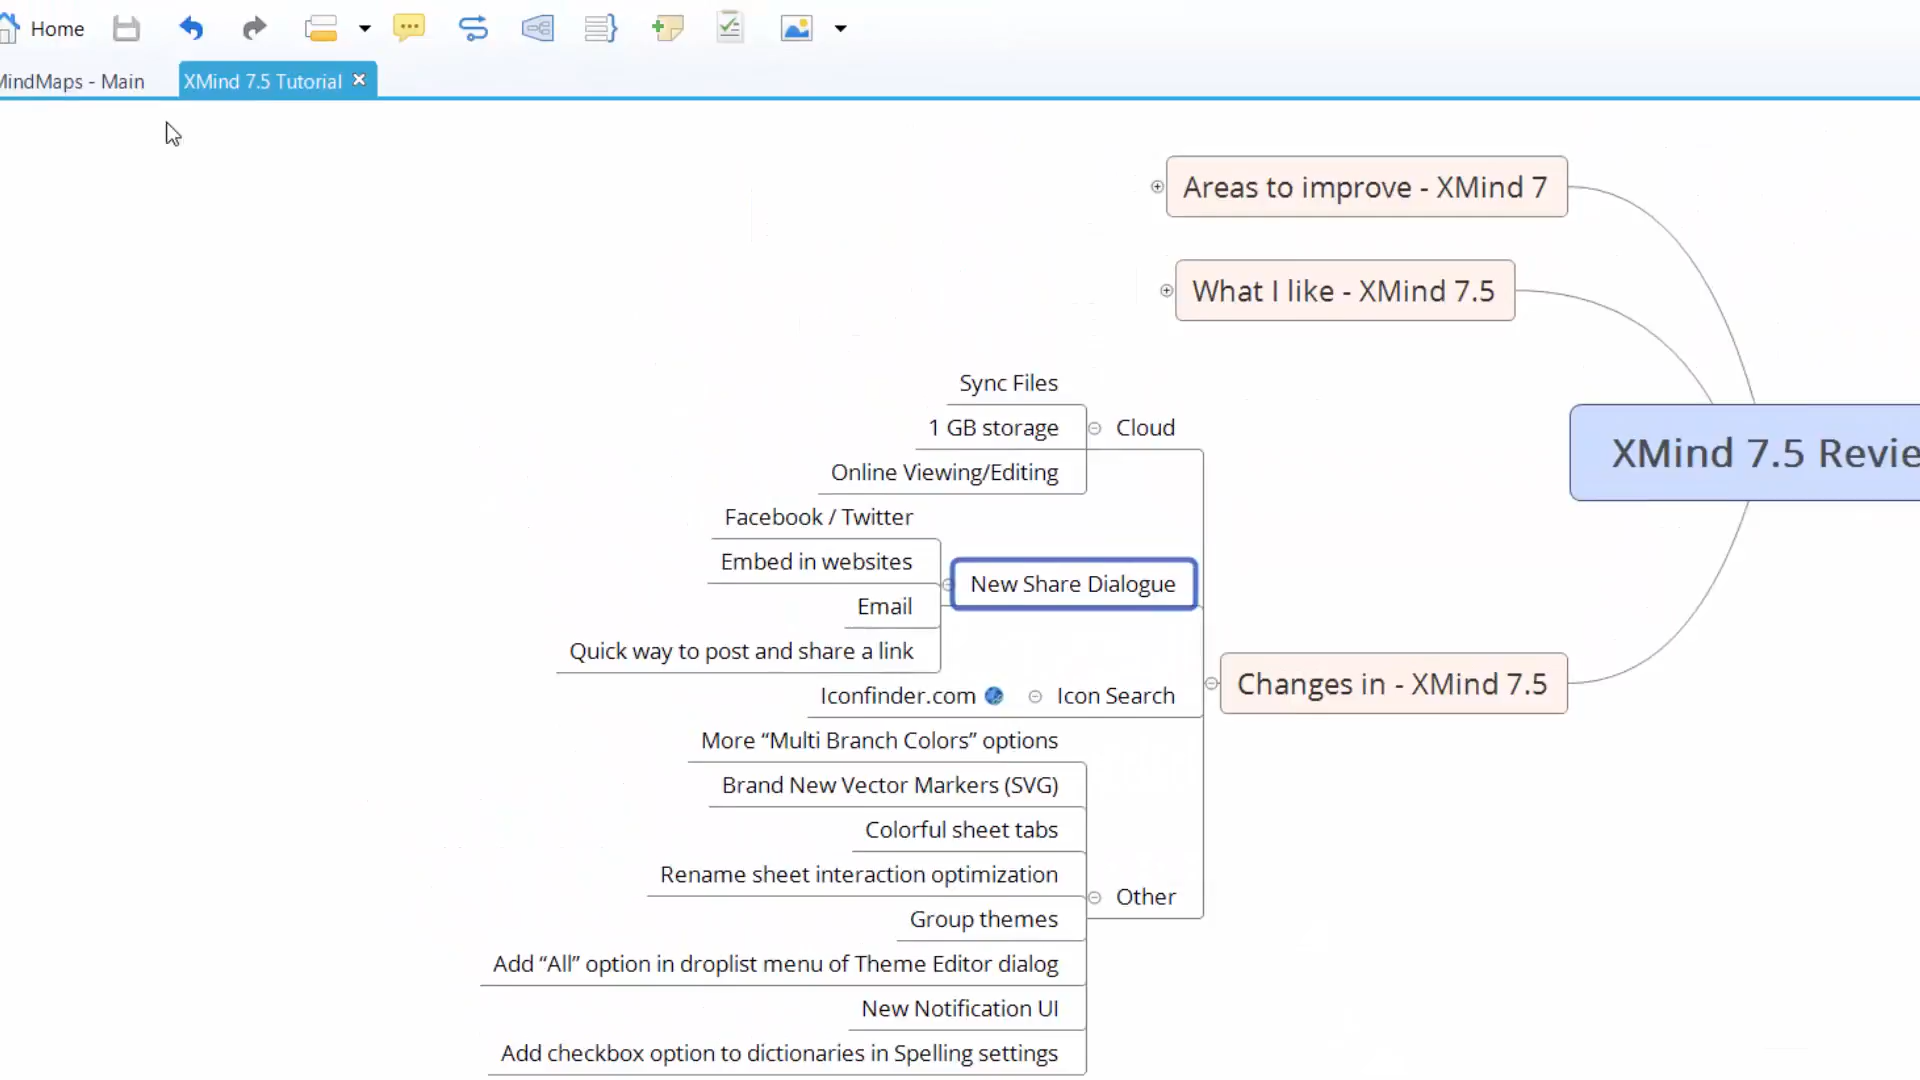 Home
MindMaps - Main
XMind 7.5 Tutorial
Areas to improve - XMind 7
What I like - XMind 7.5
XMind 7.5 Revie
Sync Files
1 GB storage
Online Viewing/Editing
Cloud
Facebook / Twitter
Embed in websites
Email
Quick way to post and share a link
New Share Dialogue
Iconfinder.com
Icon Search
Changes in - XMind 7.5
More “Multi Branch Colors” options
Brand New Vector Markers (SVG)
Colorful sheet tabs
Rename sheet interaction optimization
Group themes
Add “All” option in droplist menu of Theme Editor dialog
New Notification UI
Add checkbox option to dictionaries in Spelling settings
Other